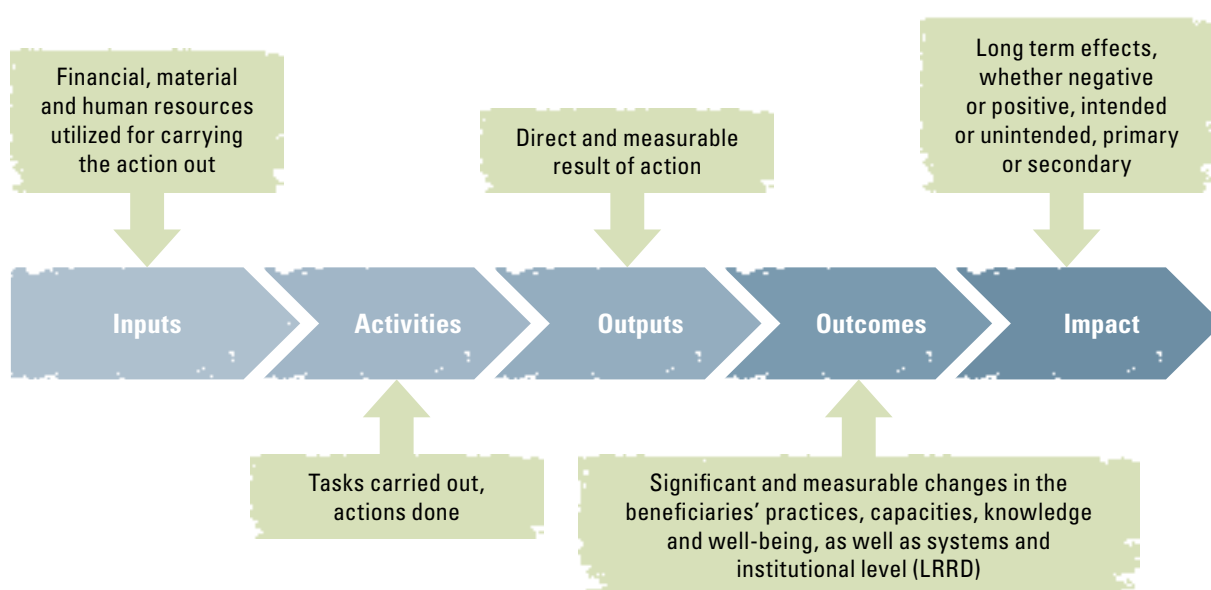 Financial, material
and human resources
utilized for carrying
the action out
Direct and measurable
result of action
Long term effects,
whether negative
or positive, intended
or unintended, primary
or secondary
Inputs
Activities
Outputs
Outcomes
Impact
Tasks carried out,
actions done
Significant and measurable changes in the
beneficiaries’ practices, capacities, knowledge
and well-being, as well as systems and
institutional level (LRRD)